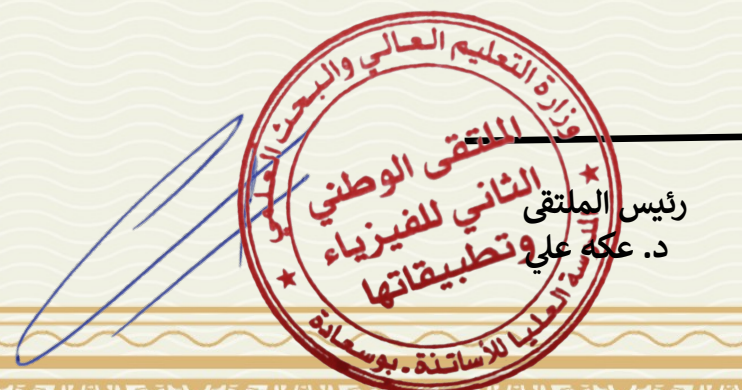 وزارة التعليم العالي والبحث العلمي
الملتقى الوطني
الثاني للفيزياء
وتطبيقاتها
المدرسة العليا للأساتذة . بوسعادة
رئيس الملتقى
د. عكه علي